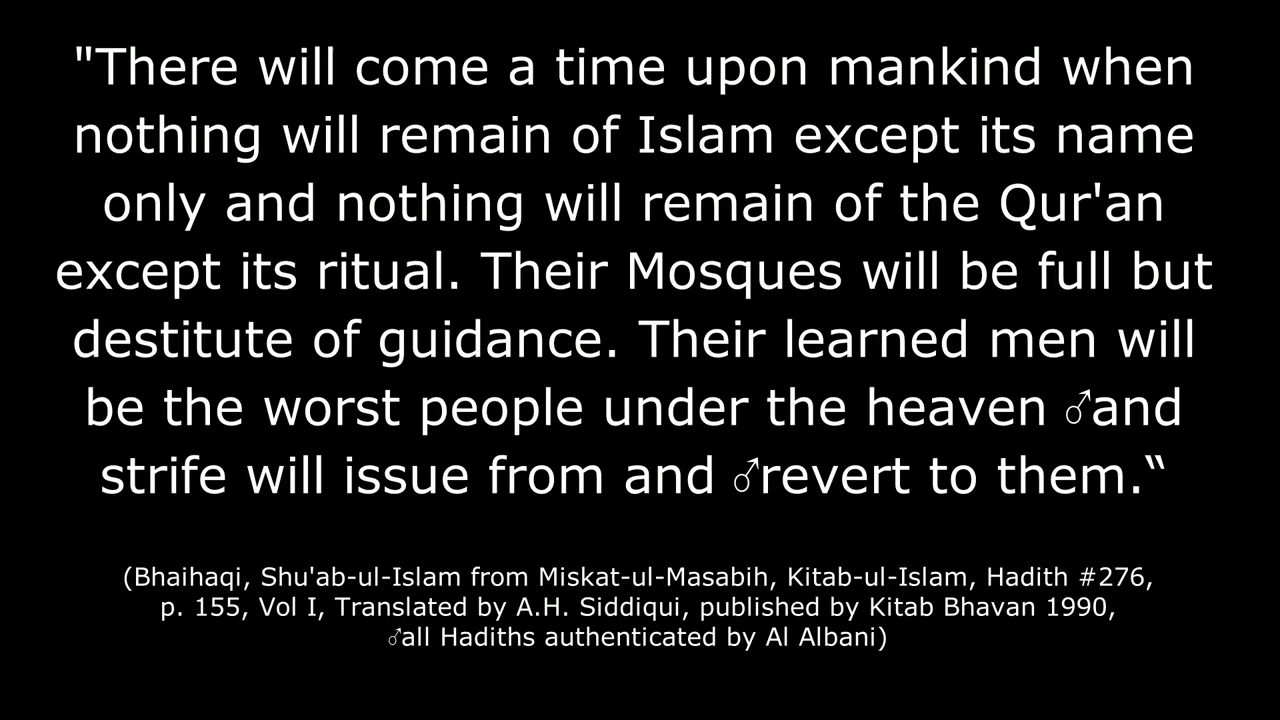 "There will come a time upon mankind when
nothing will remain of Islam except its name
only and nothing will remain of the Qur'an
except its ritual. Their Mosques will be full but
destitute of guidance. Their learned men will
be the worst people under the heaven ♂and
strife will issue from and ♂revert to them.“
(Bhaihaqi, Shu'ab-ul-Islam from Miskat-ul-Masabih, Kitab-ul-Islam, Hadith #276,
p. 155, Vol I, Translated by A.H. Siddiqui, published by Kitab Bhavan 1990,
♂all Hadiths authenticated by Al Albani)